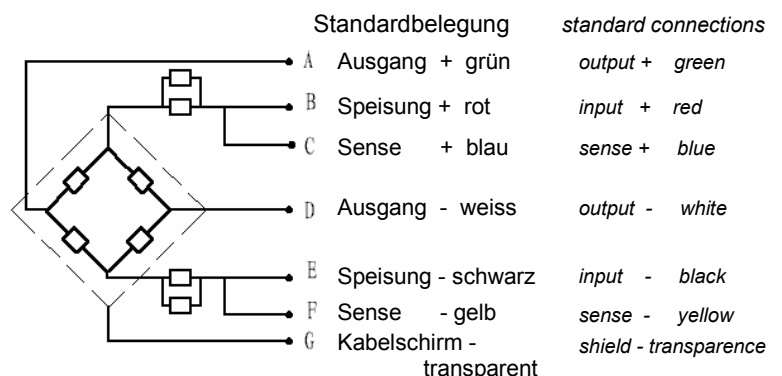 Standardbelegung standard connections
A Ausgang + grün output + green
B Speisung + rot input + red
C Sense + blau sense + blue
D Ausgang - weiss output - white
E Speisung - schwarz input - black
F Sense - gelb sense - yellow
G Kabelschirm - shield - transparence
transparent